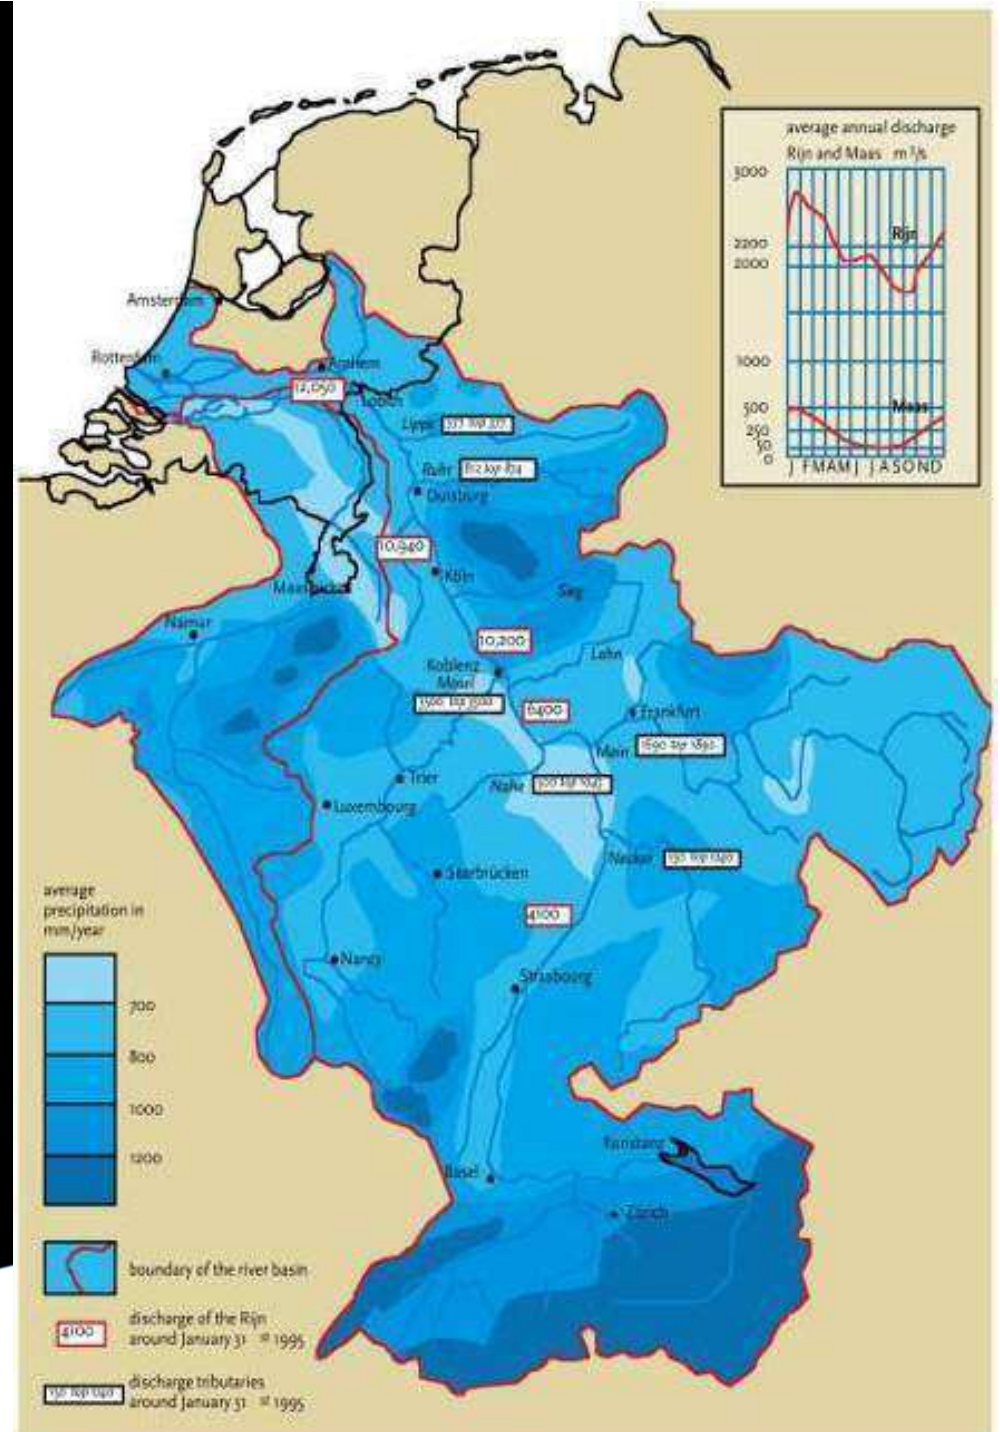 average annual discharge
Rijn and Maas m³/s
3000
2200
2000
1000
500
250
50
0
Rijn
Maas
J F M A M J J A S O N D
Amsterdam
Rotterdam
Arnhem
12,050
Lobith
Lippe
Ruhr
Duisburg
10,940
Köln
Sieg
Namur
10,200
Koblenz
Mosel
Lahn
6400
Frankfurt
Main 1690 top 1890
Trier
Nahe
Luxembourg
Neckar
Saarbrücken
4100
Nancy
Strasbourg
Konstanz
Basel
Zürich
average
precipitation in
mm/year
700
800
1000
1200
boundary of the river basin
4100
discharge of the Rijn
around January 31 st 1995
discharge tributaries
around January 31 st 1995